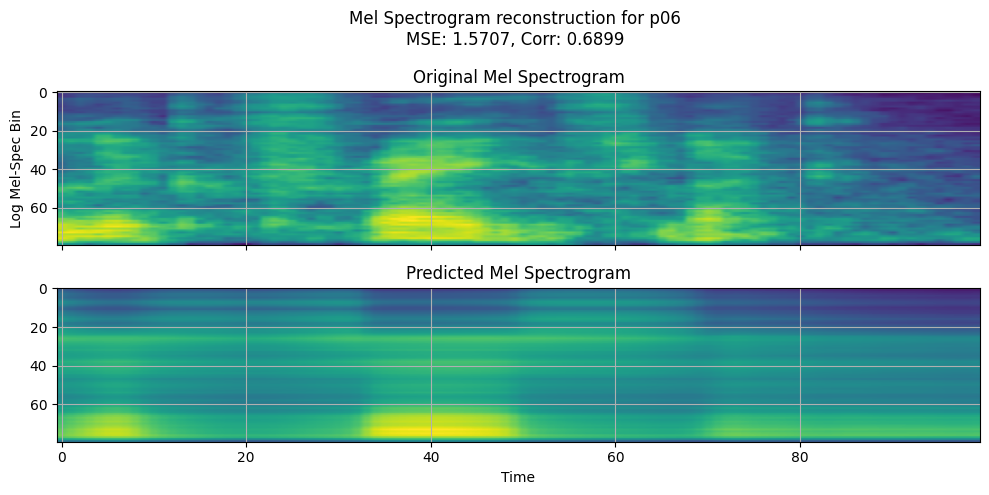 Mel Spectrogram reconstruction for p06
MSE: 1.5707, Corr: 0.6899
Original Mel Spectrogram
0
20
40
60
Log Mel-Spec Bin
Predicted Mel Spectrogram
0
20
40
60
0 20 40 60 80
Time